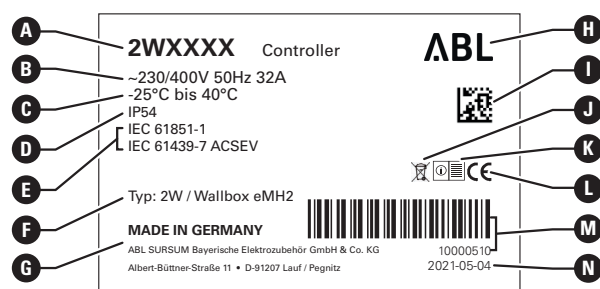 A
2WXXXX Controller
ABL
H
B
~230/400V 50Hz 32A
I
C
-25°C bis 40°C
D
IP54
J
E
IEC 61851-1
IEC 61439-7 ACSEV
K
CE
L
F
Typ: 2W / Wallbox eMH2
MADE IN GERMANY
M
G
ABL SURSUM Bayerische Elektrozubehör GmbH & Co. KG
10000510
Albert-Büttner-Straße 11 • D-91207 Lauf / Pegnitz
2021-05-04
N